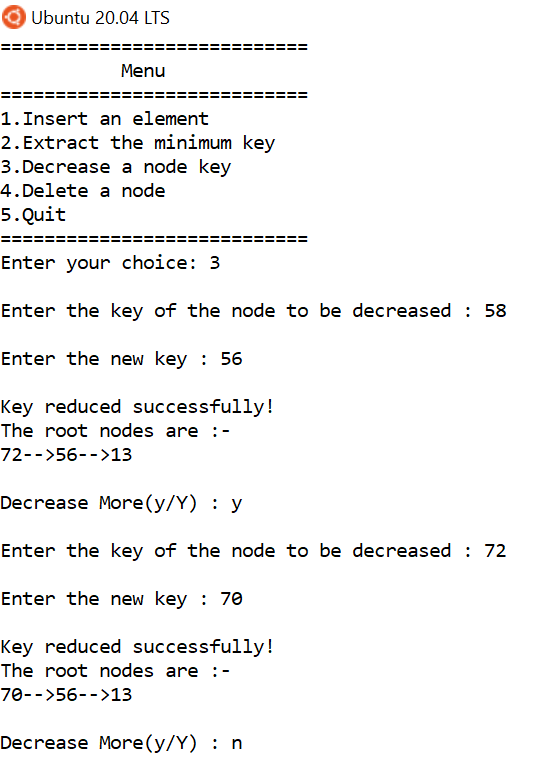 Ubuntu 20.04 LTS
============================
Menu
============================
1.Insert an element
2.Extract the minimum key
3.Decrease a node key
4.Delete a node
5.Quit
============================
Enter your choice: 3
Enter the key of the node to be decreased : 58
Enter the new key : 56
Key reduced successfully!
The root nodes are :-
72-->56-->13
Decrease More(y/Y) : y
Enter the key of the node to be decreased : 72
Enter the new key : 70
Key reduced successfully!
The root nodes are :-
70-->56-->13
Decrease More(y/Y) : n